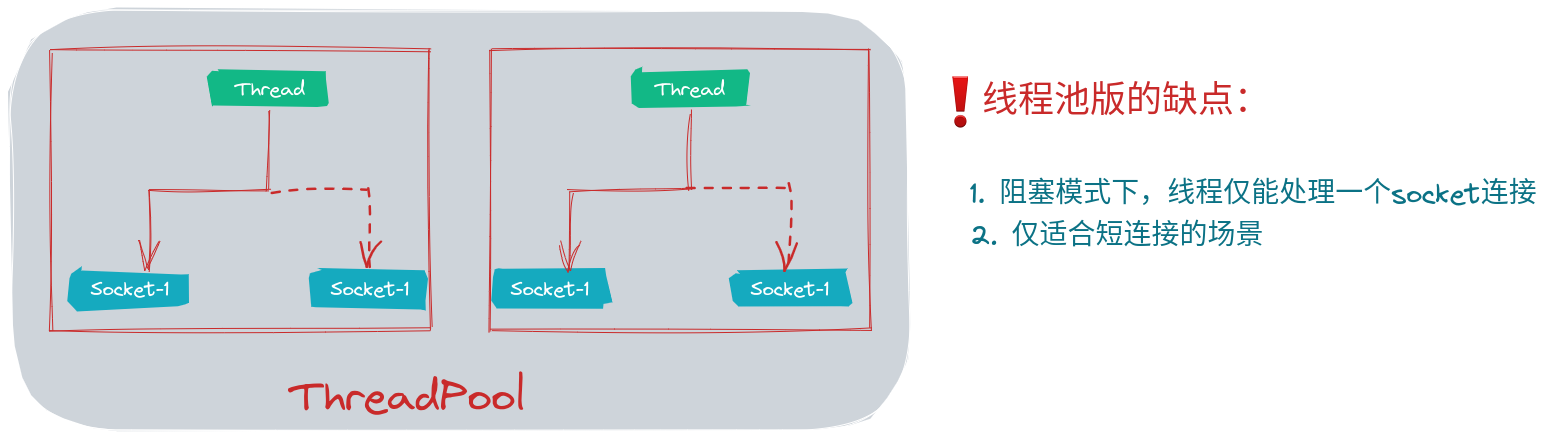 Thread
Thread
Socket-1
Socket-1
Socket-1
Socket-1
ThreadPool
线程池版的缺点：
1. 阻塞模式下，线程仅能处理一个socket连接
2. 仅适合短连接的场景